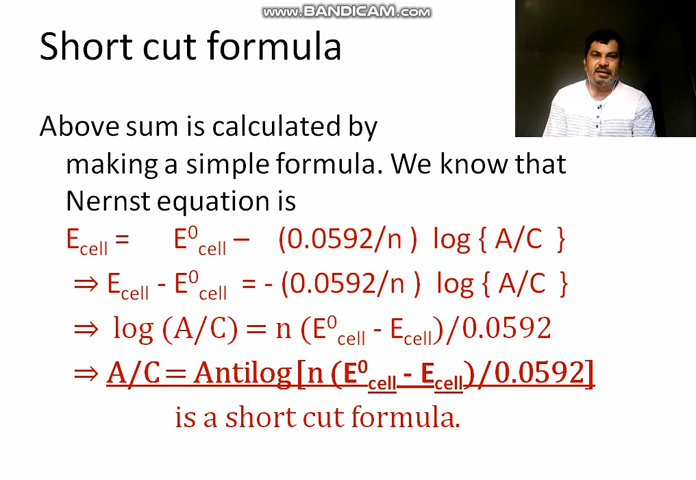 www.BANDICAM.com
Short cut formula
Above sum is calculated by
making a simple formula. We know that
Nernst equation is
E⁰cell = E⁰cell – (0.0592/n ) log { A/C }
⇒ Ecell - E⁰cell = - (0.0592/n ) log { A/C }
⇒ log (A/C) = n (E⁰cell - Ecell)/0.0592
⇒ A/C = Antilog[n (E⁰cell - Ecell)/0.0592]
is a short cut formula.